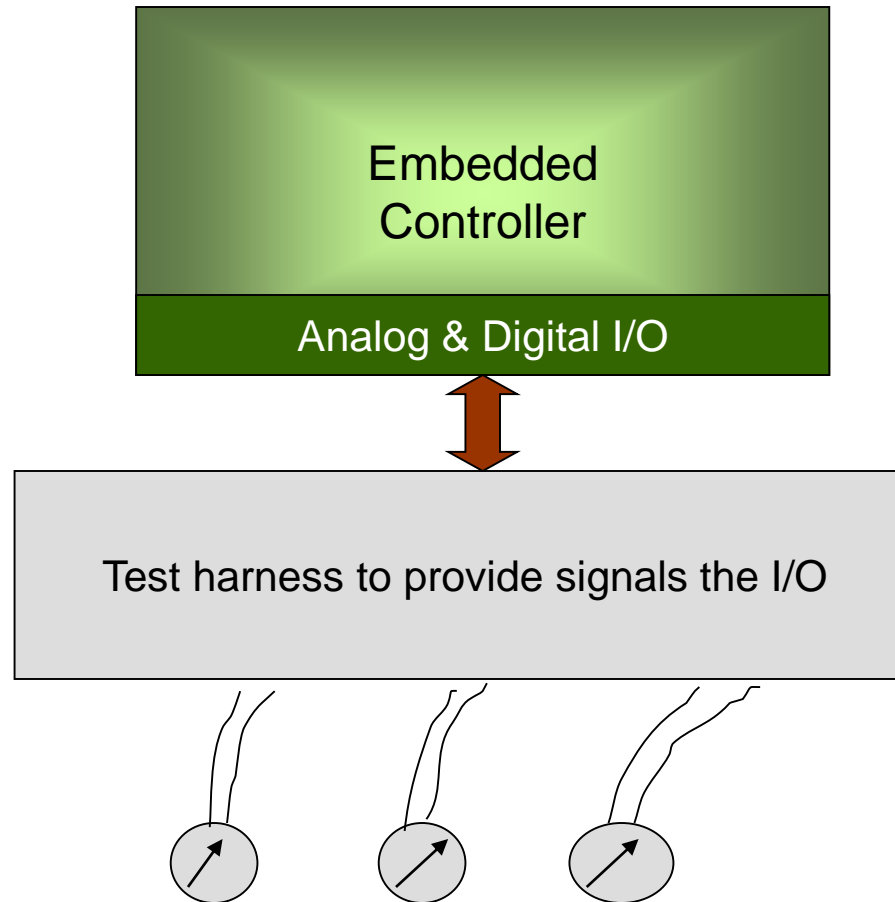 Embedded
Controller
Analog & Digital I/O
Test harness to provide signals the I/O